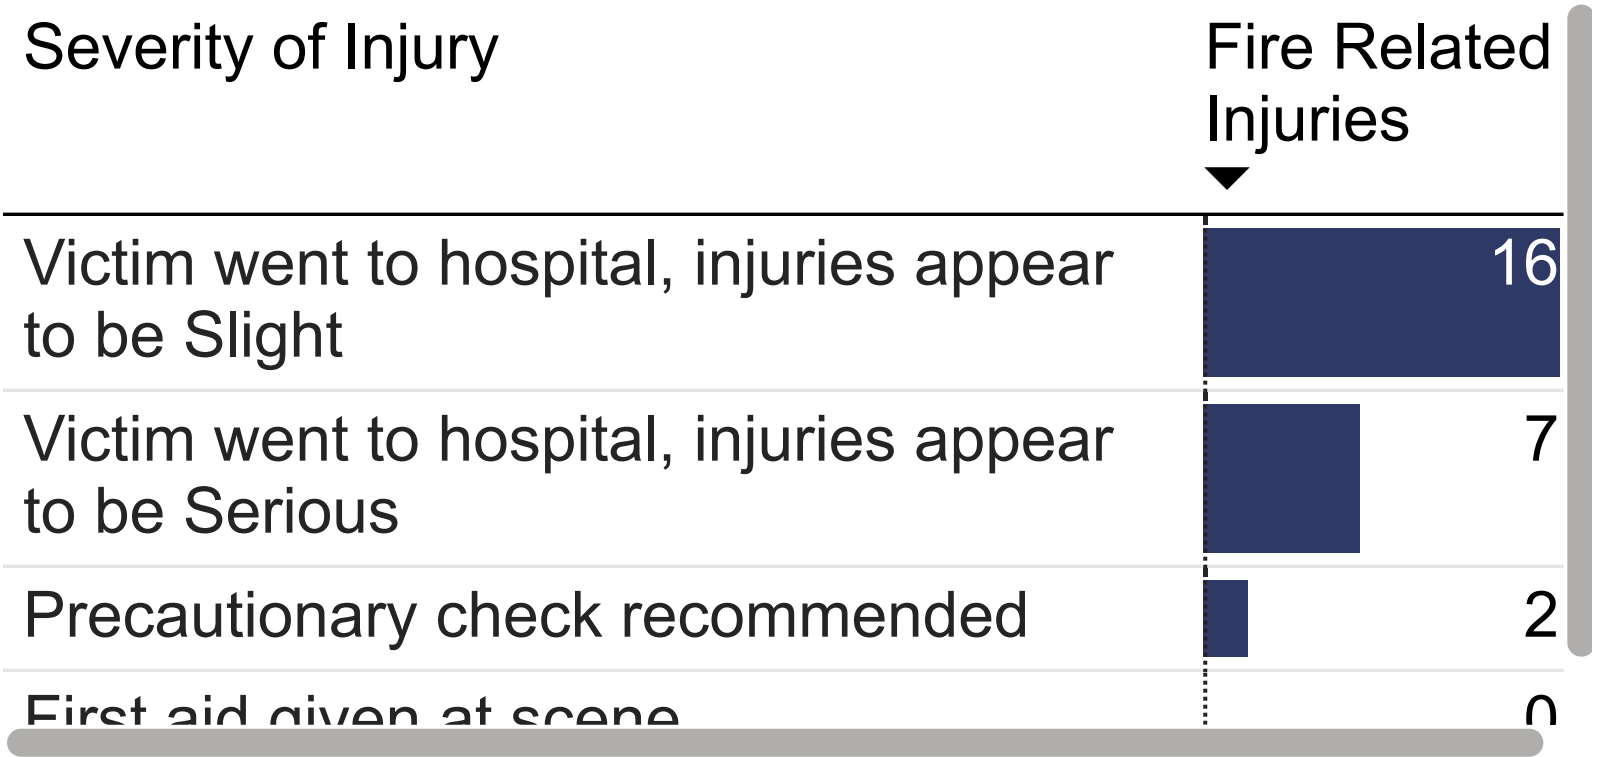 Severity of Injury
Fire Related
Injuries
Victim went to hospital, injuries appear
to be Slight
16
Victim went to hospital, injuries appear
to be Serious
7
Precautionary check recommended
2
First aid given at scene
0